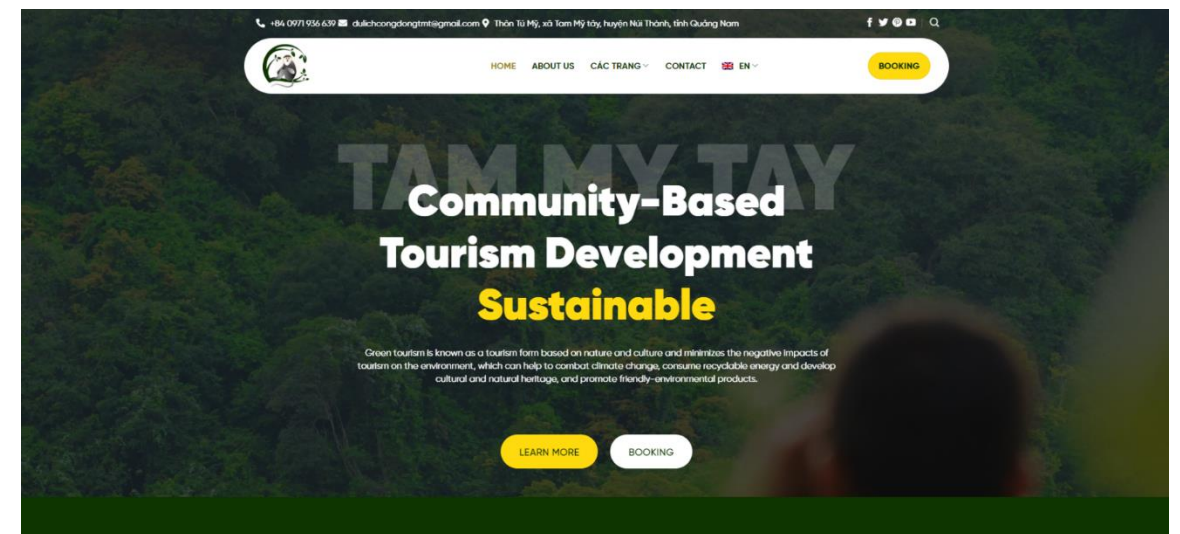 +84 0971 936 639 dulichcongdongtmt@gmail.com Thôn Tú Mỹ, xã Tam Mỹ tây, huyện Núi Thành, tỉnh Quảng Nam
HOME ABOUT US CÁC TRANG CONTACT EN BOOKING
TAM MY TAY
Community-Based
Tourism Development
Sustainable
Green tourism is known as a tourism form based on nature and culture and minimizes the negative impacts of
tourism on the environment, which can help to combat climate change, consume recyclable energy and develop
cultural and natural heritage, and promote friendly-environmental products.
LEARN MORE BOOKING